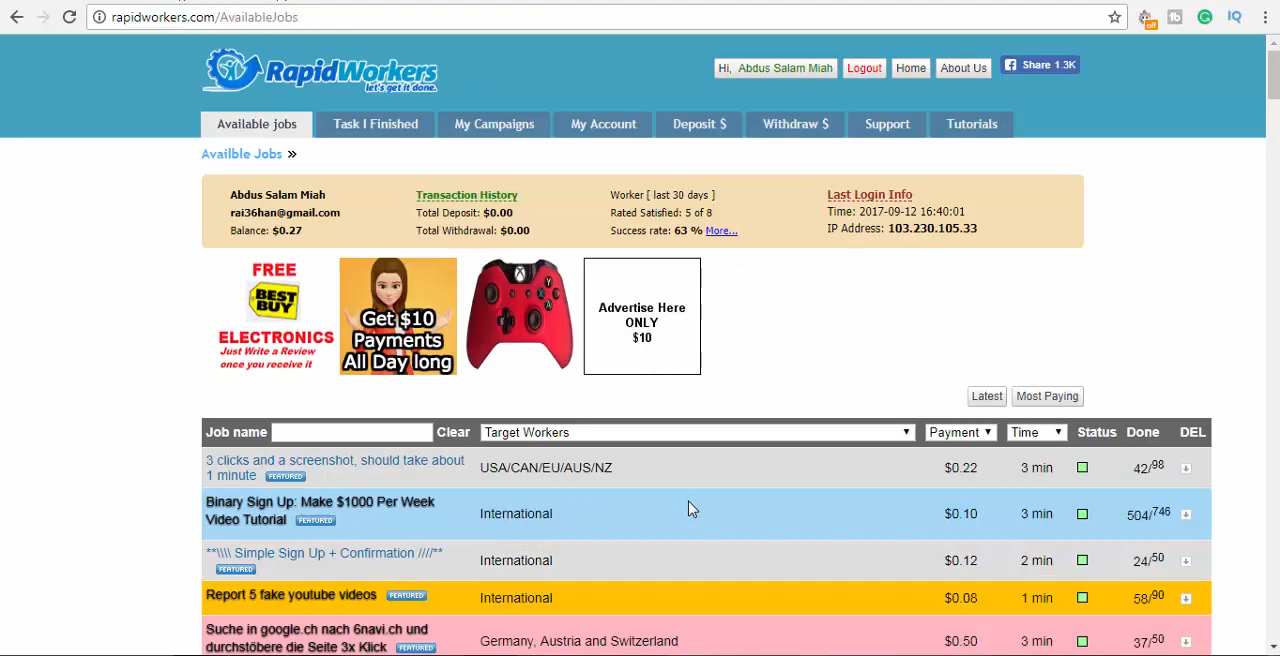 rapidworkers.com/AvailableJobs
off
tb
IQ
RapidWorkers
let's get it done.
Hi, Abdus Salam Miah
Logout
Home
About Us
Share 1.3K
Available jobs
Task I Finished
My Campaigns
My Account
Deposit $
Withdraw $
Support
Tutorials
Availble Jobs »
Abdus Salam Miah
rai36han@gmail.com
Balance: $0.27
Transaction History
Total Deposit: $0.00
Total Withdrawal: $0.00
Worker [ last 30 days ]
Rated Satisfied: 5 of 8
Success rate: 63 % More...
Last Login Info
Time: 2017-09-12 16:40:01
IP Address: 103.230.105.33
FREE
BEST
BUY
ELECTRONICS
Just Write a Review
once you receive it
Get $10
Payments
All Day long
Advertise Here
ONLY
$10
Latest
Most Paying
Job name Clear Target Workers Payment Time Status Done DEL
3 clicks and a screenshot, should take about
1 minute FEATURED
USA/CAN/EU/AUS/NZ $0.22 3 min 42/98
Binary Sign Up: Make $1000 Per Week
Video Tutorial FEATURED
International $0.10 3 min 504/746
**\\\\ Simple Sign Up + Confirmation ////**
FEATURED
International $0.12 2 min 24/50
Report 5 fake youtube videos FEATURED International $0.08 1 min 58/90
Suche in google.ch nach 6navi.ch und
durchstöbere die Seite 3x Klick FEATURED
Germany, Austria and Switzerland $0.50 3 min 37/50